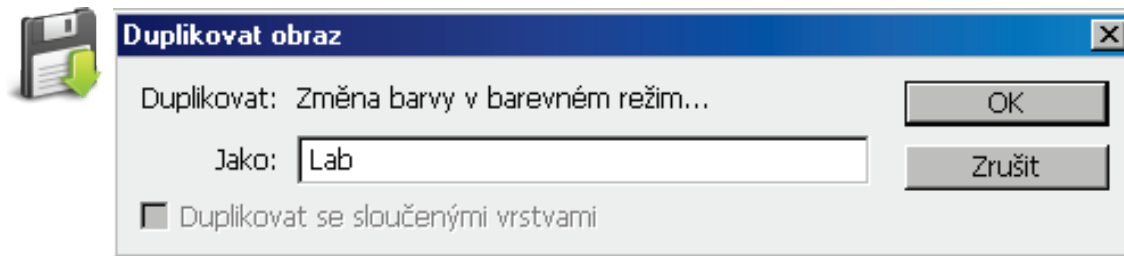 Duplikovat obraz
Duplikovat: Změna barvy v barevném režim... OK
Jako: Lab Zrušit
Duplikovat se sloučenými vrstvami